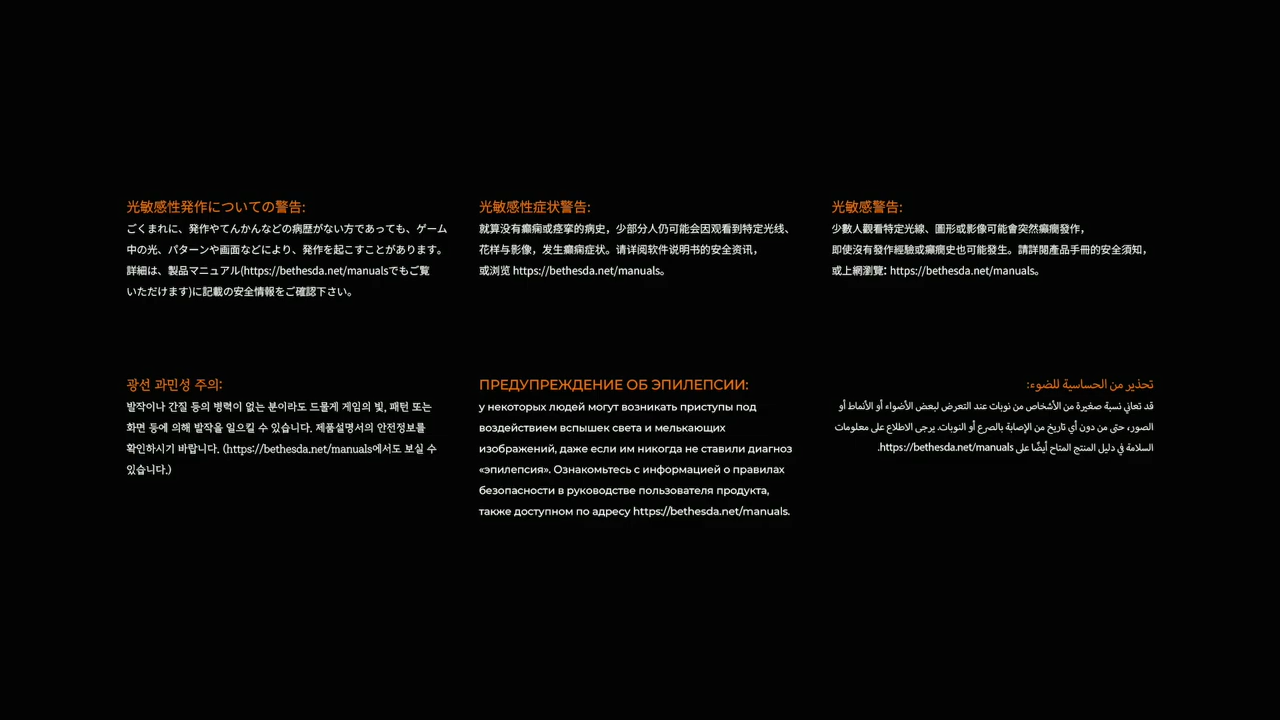 光敏感性発作についての警告:
ごくまれに、発作やてんかんなどの病歴がない方であっても、ゲーム
中の光、パターンや画面などにより、発作を起こすことがあります。
詳細は、製品マニュアル(https://bethesda.net/manualsでもご覧
いただけます)に記載の安全情報をご確認下さい。
光敏感性症状警告:
就算没有癫痫或痉挛的病史，少部分人仍可能会因观看到特定光线、
花样与影像，发生癫痫症状。请详阅软件说明书的安全资讯，
或浏览 https://bethesda.net/manuals。
光敏感警告:
少數人觀看特定光線、圖形或影像可能會突然癲癇發作，
即使沒有發作經驗或癲癇史也可能發生。請詳閱產品手冊的安全須知，
或上網瀏覽: https://bethesda.net/manuals。
광선 과민성 주의:
발작이나 간질 등의 병력이 없는 분이라도 드물게 게임의 빛, 패턴 또는
화면 등에 의해 발작을 일으킬 수 있습니다. 제품설명서의 안전정보를
확인하시기 바랍니다. (https://bethesda.net/manuals에서도 보실 수
있습니다.)
ПРЕДУПРЕЖДЕНИЕ ОБ ЭПИЛЕПСИИ:
у некоторых людей могут возникать приступы под
воздействием вспышек света и мелькающих
изображений, даже если им никогда не ставили диагноз
«эпилепсия». Ознакомьтесь с информацией о правилах
безопасности в руководстве пользователя продукта,
также доступном по адресу https://bethesda.net/manuals.
تحذير من الحساسية للضوء:
قد تعاني نسبة صغيرة من الأشخاص من نوبات عند التعرض لبعض الأضواء أو الأنماط أو
الصور، حتى من دون أي تاريخ من الإصابة بالصرع أو النوبات. يرجى الاطلاع على معلومات
السلامة في دليل المنتج المتاح أيضًا على https://bethesda.net/manuals.